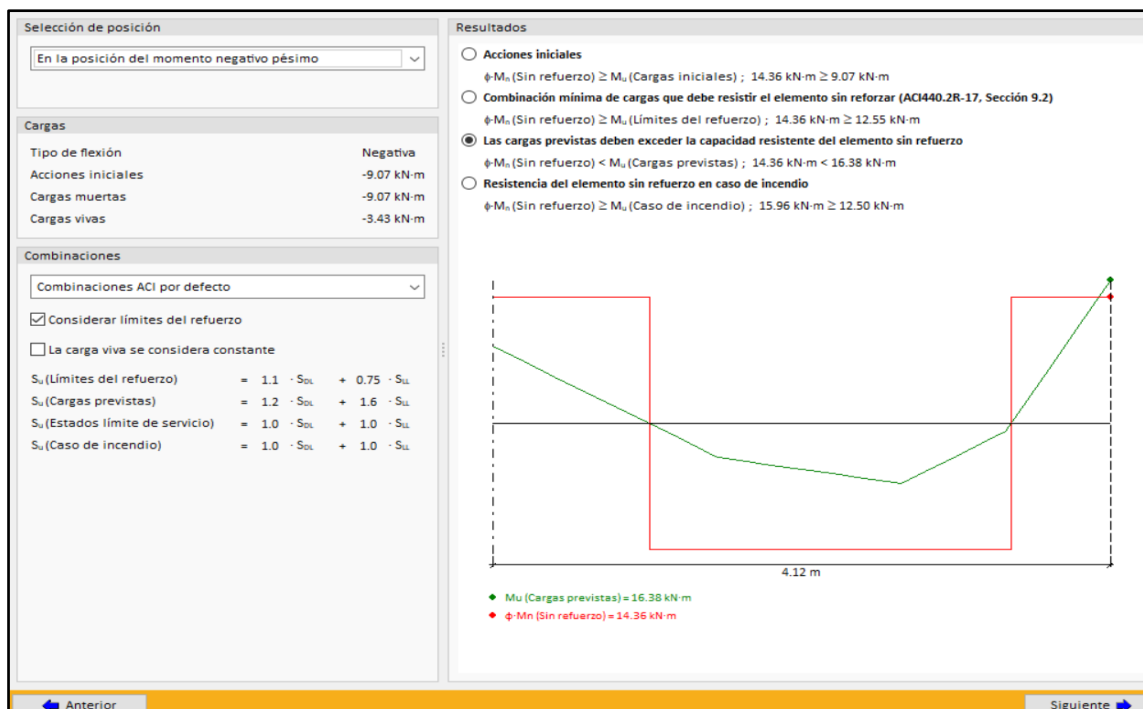 Selección de posición
En la posición del momento negativo pésimo
Cargas
Tipo de flexión Negativa
Acciones iniciales -9.07 kN·m
Cargas muertas -9.07 kN·m
Cargas vivas -3.43 kN·m
Combinaciones
Combinaciones ACI por defecto
Considerar límites del refuerzo
La carga viva se considera constante
Su (Límites del refuerzo) = 1.1 · SDL + 0.75 · SLL
Su (Cargas previstas) = 1.2 · SDL + 1.6 · SLL
Su (Estados límite de servicio) = 1.0 · SDL + 1.0 · SLL
Su (Caso de incendio) = 1.0 · SDL + 1.0 · SLL
Resultados
Acciones iniciales
ϕ·Mn (Sin refuerzo) ≥ Mu (Cargas iniciales) ; 14.36 kN·m ≥ 9.07 kN·m
Combinación mínima de cargas que debe resistir el elemento sin reforzar (ACI440.2R-17, Sección 9.2)
ϕ·Mn (Sin refuerzo) ≥ Mu (Límites del refuerzo) ; 14.36 kN·m ≥ 12.55 kN·m
Las cargas previstas deben exceder la capacidad resistente del elemento sin refuerzo
ϕ·Mn (Sin refuerzo) < Mu (Cargas previstas) ; 14.36 kN·m < 16.38 kN·m
Resistencia del elemento sin refuerzo en caso de incendio
ϕ·Mn (Sin refuerzo) ≥ Mu (Caso de incendio) ; 15.96 kN·m ≥ 12.50 kN·m
4.12 m
Mu (Cargas previstas) = 16.38 kN·m
ϕ·Mn (Sin refuerzo) = 14.36 kN·m
Anterior
Siguiente